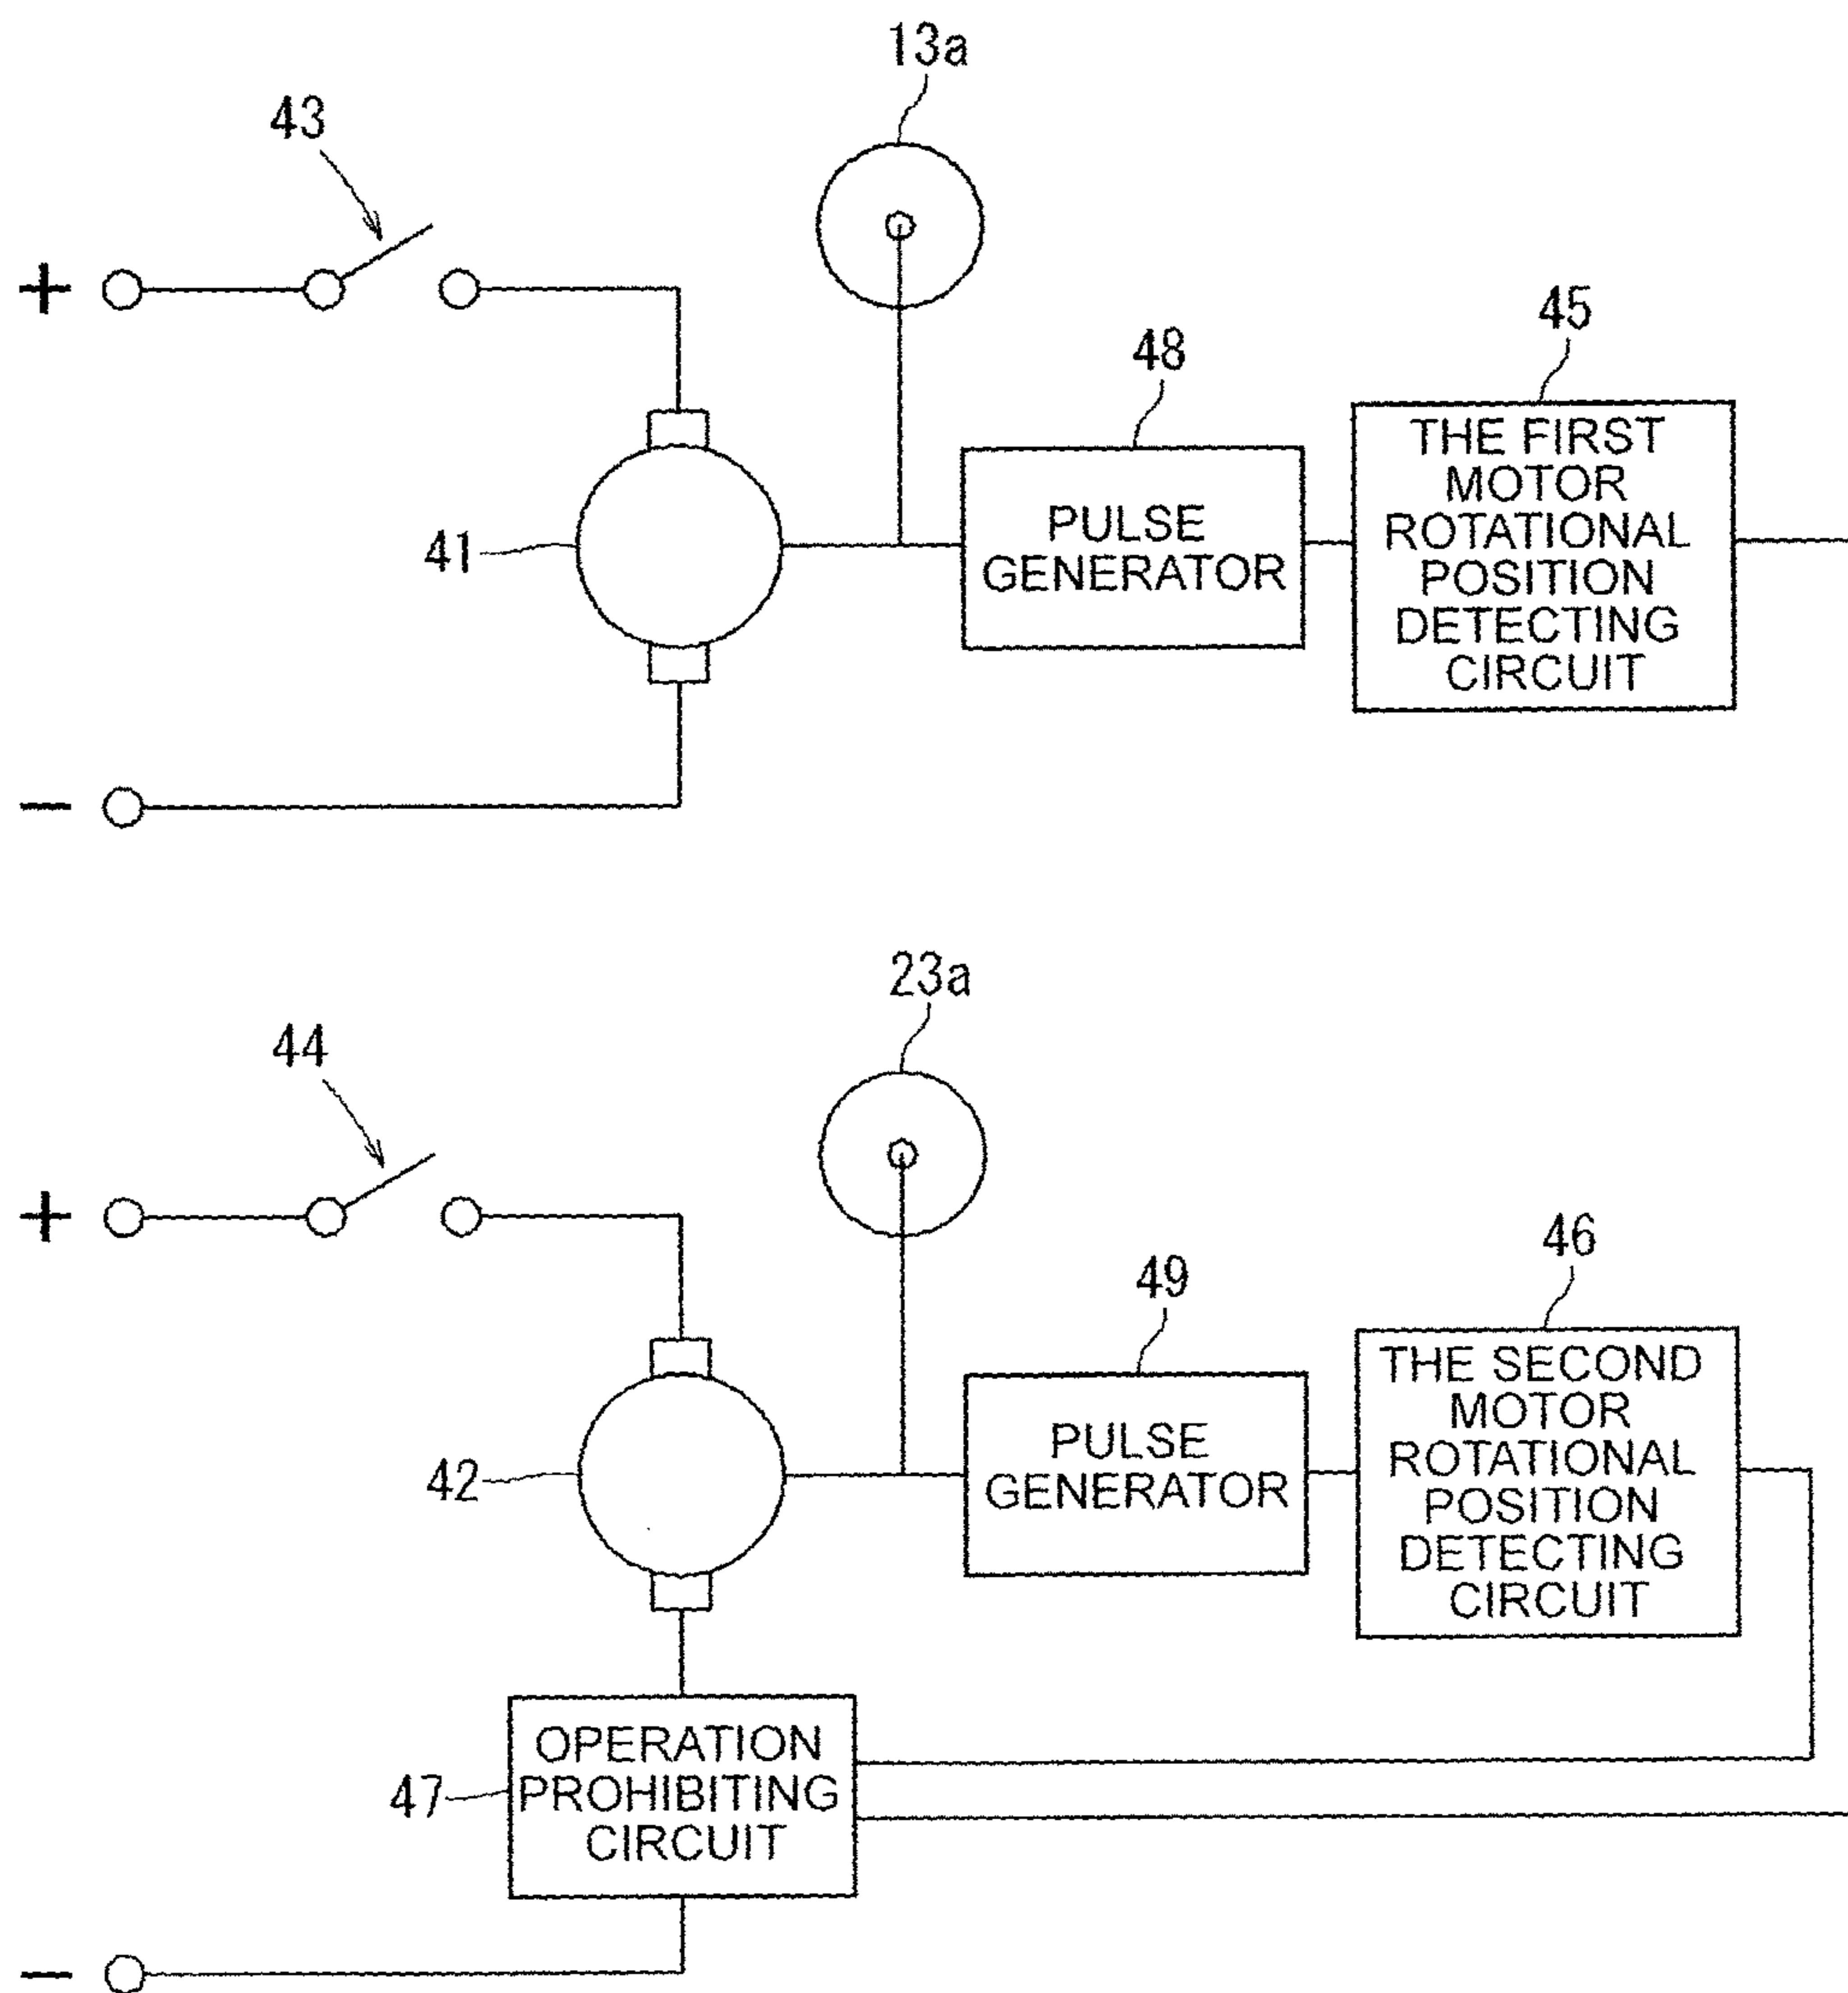 13a
43
+
45
48
THE FIRST
MOTOR
ROTATIONAL
POSITION
DETECTING
CIRCUIT
PULSE
GENERATOR
41
−
23a
44
+
46
49
THE SECOND
MOTOR
ROTATIONAL
POSITION
DETECTING
CIRCUIT
PULSE
GENERATOR
42
OPERATION
PROHIBITING
CIRCUIT
47
−